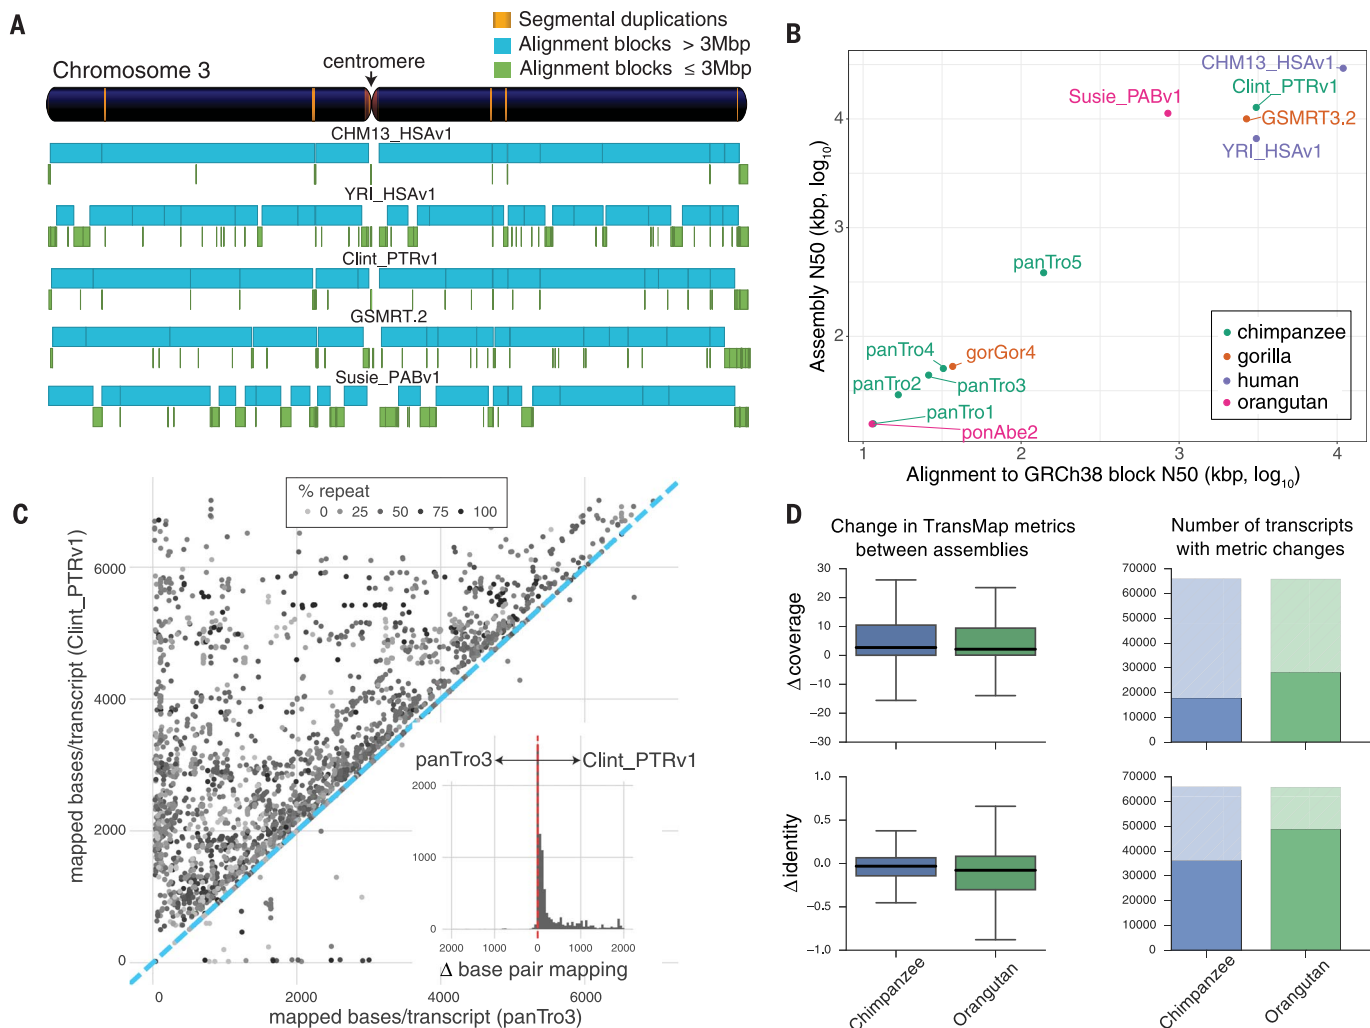 A
Segmental duplications
Alignment blocks > 3Mbp
Alignment blocks ≤ 3Mbp
Chromosome 3
centromere
CHM13_HSAv1
YRI_HSAv1
Clint_PTRv1
GSMRT.2
Susie_PABv1
B
Assembly N50 (kbp, log10)
4
3
2
CHM13_HSAv1
Clint_PTRv1
Susie_PABv1
GSMRT3.2
YRI_HSAv1
panTro5
panTro4
gorGor4
panTro2
panTro3
panTro1
ponAbe2
chimpanzee
gorilla
human
orangutan
1 2 3 4
Alignment to GRCh38 block N50 (kbp, log10)
C
% repeat
0 25 50 75 100
mapped bases/transcript (Clint_PTRv1)
6000
4000
2000
0
0 2000 4000 6000
mapped bases/transcript (panTro3)
panTro3
Clint_PTRv1
2000
1000
0
2000 1000 0 1000 2000
Δ base pair mapping
D
Change in TransMap metrics
between assemblies
Δcoverage
30
20
10
0
−10
−20
−30
Δidentity
1.0
0.5
0.0
−0.5
−1.0
Chimpanzee
Orangutan
Number of transcripts
with metric changes
70000
60000
50000
40000
30000
20000
10000
0
70000
60000
50000
40000
30000
20000
10000
0
Chimpanzee
Orangutan